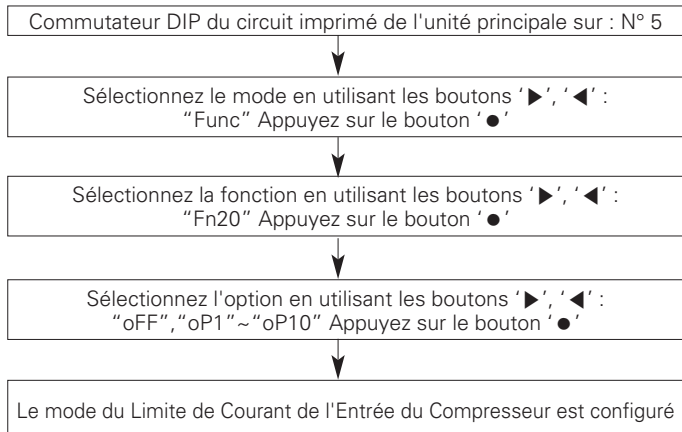 Commutateur DIP du circuit imprimé de l'unité principale sur : N° 5
Sélectionnez le mode en utilisant les boutons ‘▶’, ‘◀’ :
“Func” Appuyez sur le bouton ‘●’
Sélectionnez la fonction en utilisant les boutons ‘▶’, ‘◀’ :
“Fn20” Appuyez sur le bouton ‘●’
Sélectionnez l'option en utilisant les boutons ‘▶’, ‘◀’ :
“oFF”,“oP1”~“oP10” Appuyez sur le bouton ‘●’
Le mode du Limite de Courant de l'Entrée du Compresseur est configuré